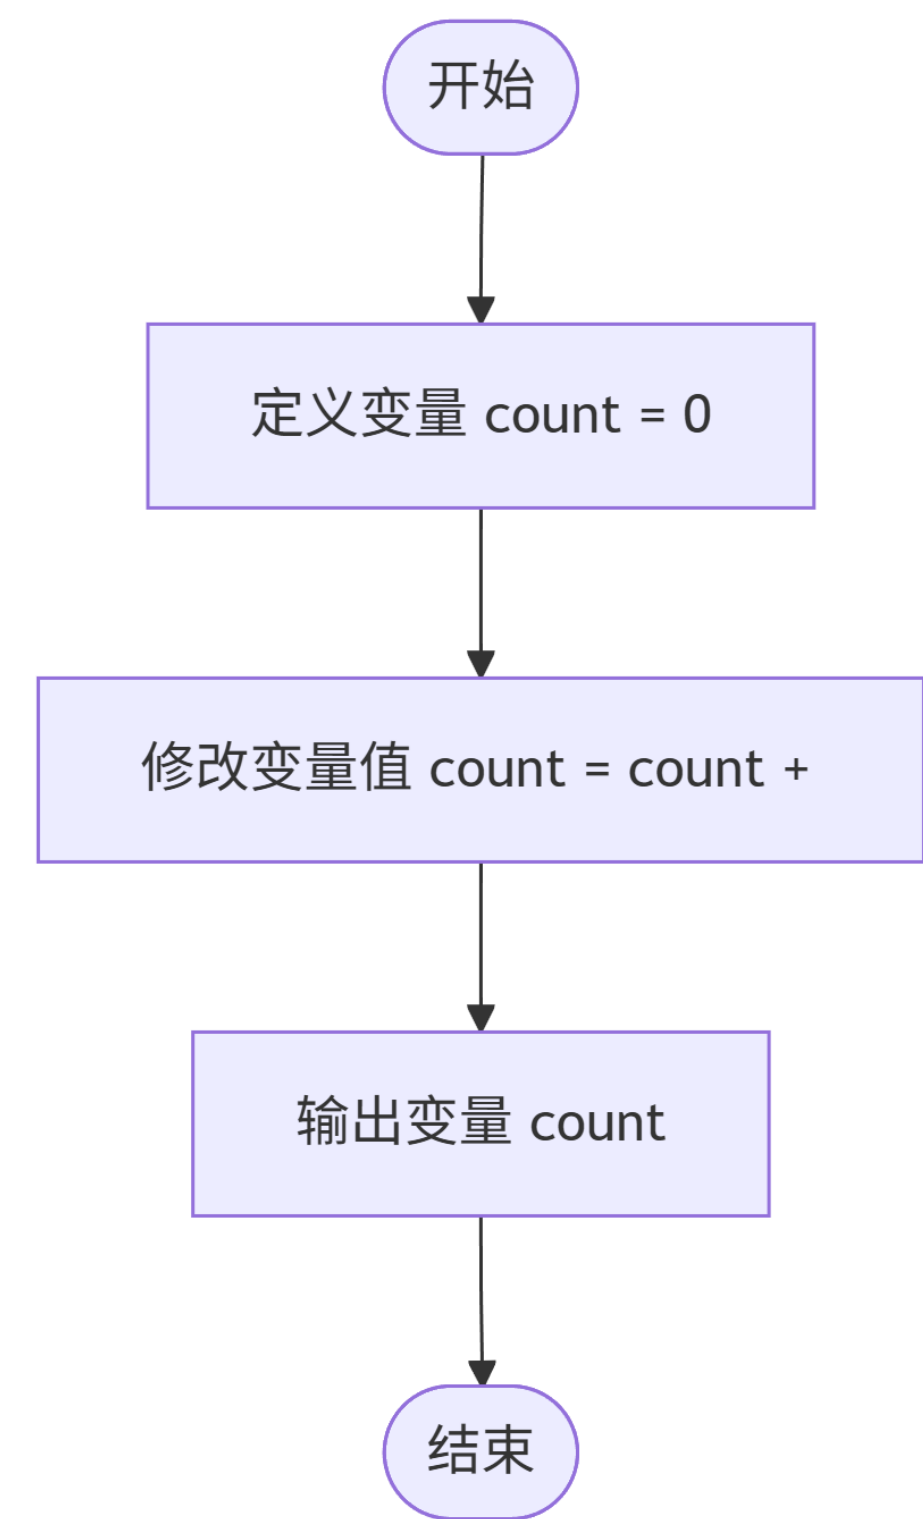 开始
定义变量 count = 0
修改变量值 count = count +
输出变量 count
结束